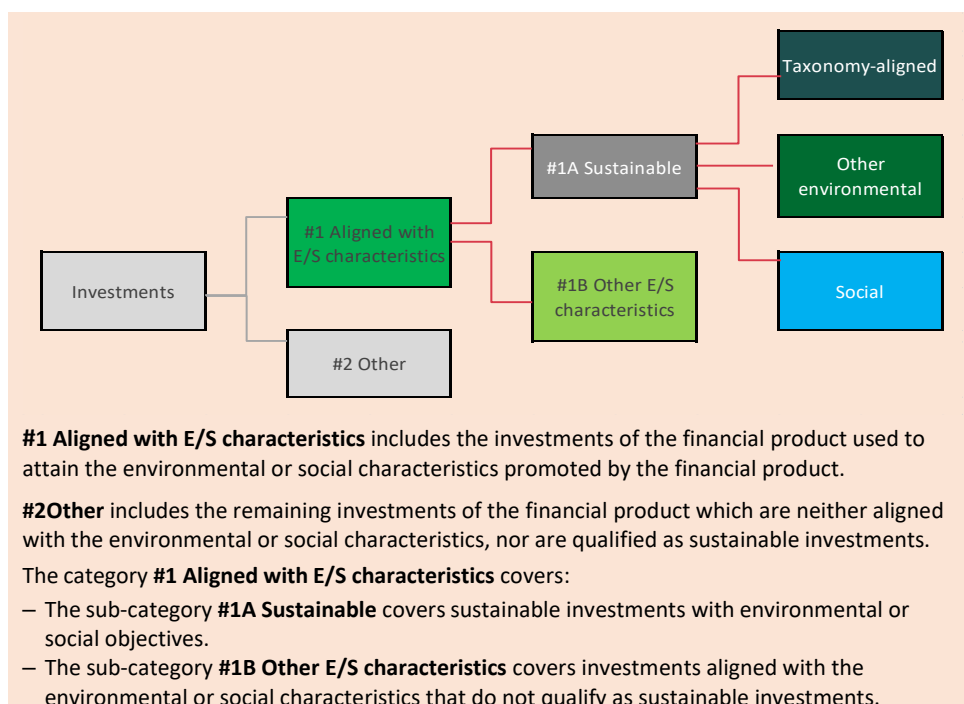 Taxonomy-aligned
#1A Sustainable
Other
environmental
#1 Aligned with
E/S characteristics
Investments
#1B Other E/S
characteristics
Social
#2 Other
#1 Aligned with E/S characteristics includes the investments of the financial product used to
attain the environmental or social characteristics promoted by the financial product.
#2Other includes the remaining investments of the financial product which are neither aligned
with the environmental or social characteristics, nor are qualified as sustainable investments.
The category #1 Aligned with E/S characteristics covers:
– The sub-category #1A Sustainable covers sustainable investments with environmental or
social objectives.
– The sub-category #1B Other E/S characteristics covers investments aligned with the
environmental or social characteristics that do not qualify as sustainable investments.